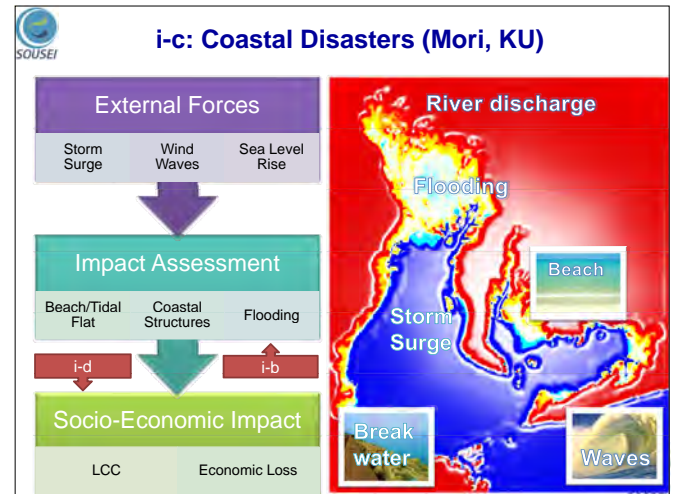 SOUSEI
i-c: Coastal Disasters (Mori, KU)
External Forces
Storm
Surge
Wind
Waves
Sea Level
Rise
Impact Assessment
Beach/Tidal
Flat
Coastal
Structures
Flooding
i-d
i-b
Socio-Economic Impact
LCC
Economic Loss
River discharge
Flooding
Beach
Storm
Surge
Break
water
Waves